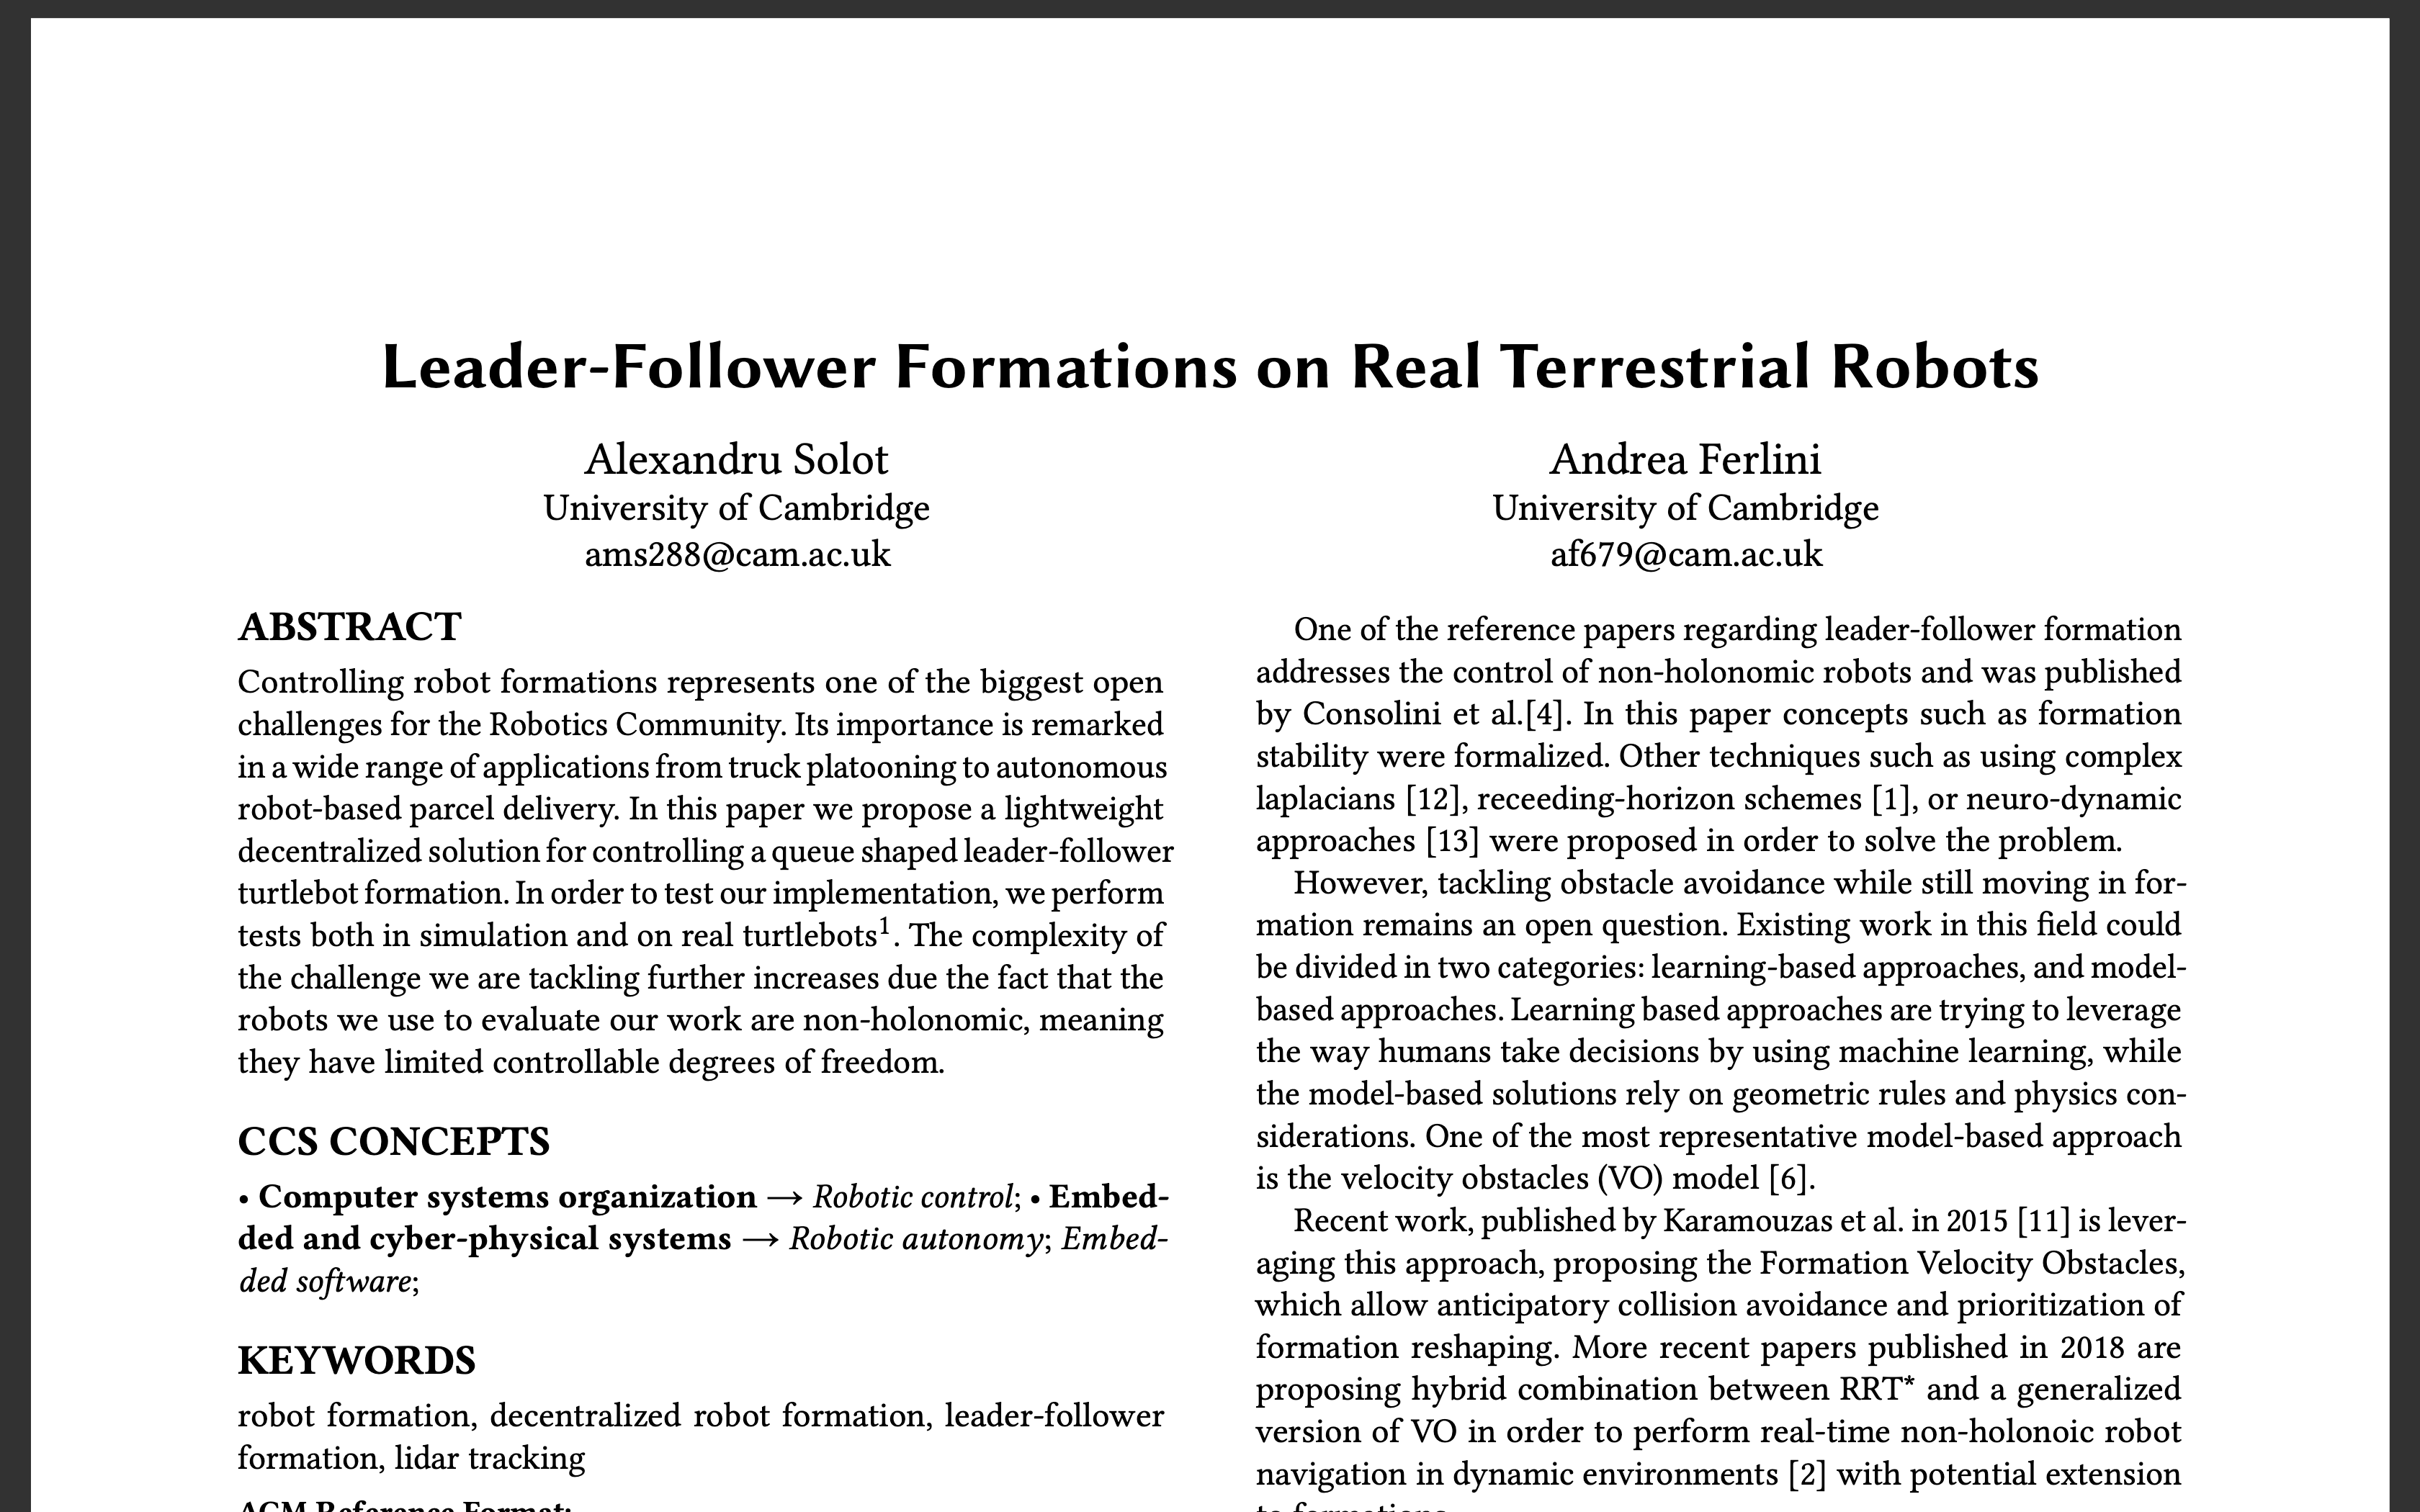 Leader-Follower Formations on Real Terrestrial Robots
Alexandru Solot
University of Cambridge
ams288@cam.ac.uk
Andrea Ferlini
University of Cambridge
af679@cam.ac.uk
ABSTRACT
Controlling robot formations represents one of the biggest open
challenges for the Robotics Community. Its importance is remarked
in a wide range of applications from truck platooning to autonomous
robot-based parcel delivery. In this paper we propose a lightweight
decentralized solution for controlling a queue shaped leader-follower
turtlebot formation. In order to test our implementation, we perform
tests both in simulation and on real turtlebots¹. The complexity of
the challenge we are tackling further increases due the fact that the
robots we use to evaluate our work are non-holonomic, meaning
they have limited controllable degrees of freedom.
CCS CONCEPTS
• Computer systems organization → Robotic control; • Embed-
ded and cyber-physical systems → Robotic autonomy; Embed-
ded software;
KEYWORDS
robot formation, decentralized robot formation, leader-follower
formation, lidar tracking
ACM Reference Format:
One of the reference papers regarding leader-follower formation
addresses the control of non-holonomic robots and was published
by Consolini et al.[4]. In this paper concepts such as formation
stability were formalized. Other techniques such as using complex
laplacians [12], receeding-horizon schemes [1], or neuro-dynamic
approaches [13] were proposed in order to solve the problem.
However, tackling obstacle avoidance while still moving in for-
mation remains an open question. Existing work in this field could
be divided in two categories: learning-based approaches, and model-
based approaches. Learning based approaches are trying to leverage
the way humans take decisions by using machine learning, while
the model-based solutions rely on geometric rules and physics con-
siderations. One of the most representative model-based approach
is the velocity obstacles (VO) model [6].
Recent work, published by Karamouzas et al. in 2015 [11] is lever-
aging this approach, proposing the Formation Velocity Obstacles,
which allow anticipatory collision avoidance and prioritization of
formation reshaping. More recent papers published in 2018 are
proposing hybrid combination between RRT* and a generalized
version of VO in order to perform real-time non-holonoic robot
navigation in dynamic environments [2] with potential extension
to formations.